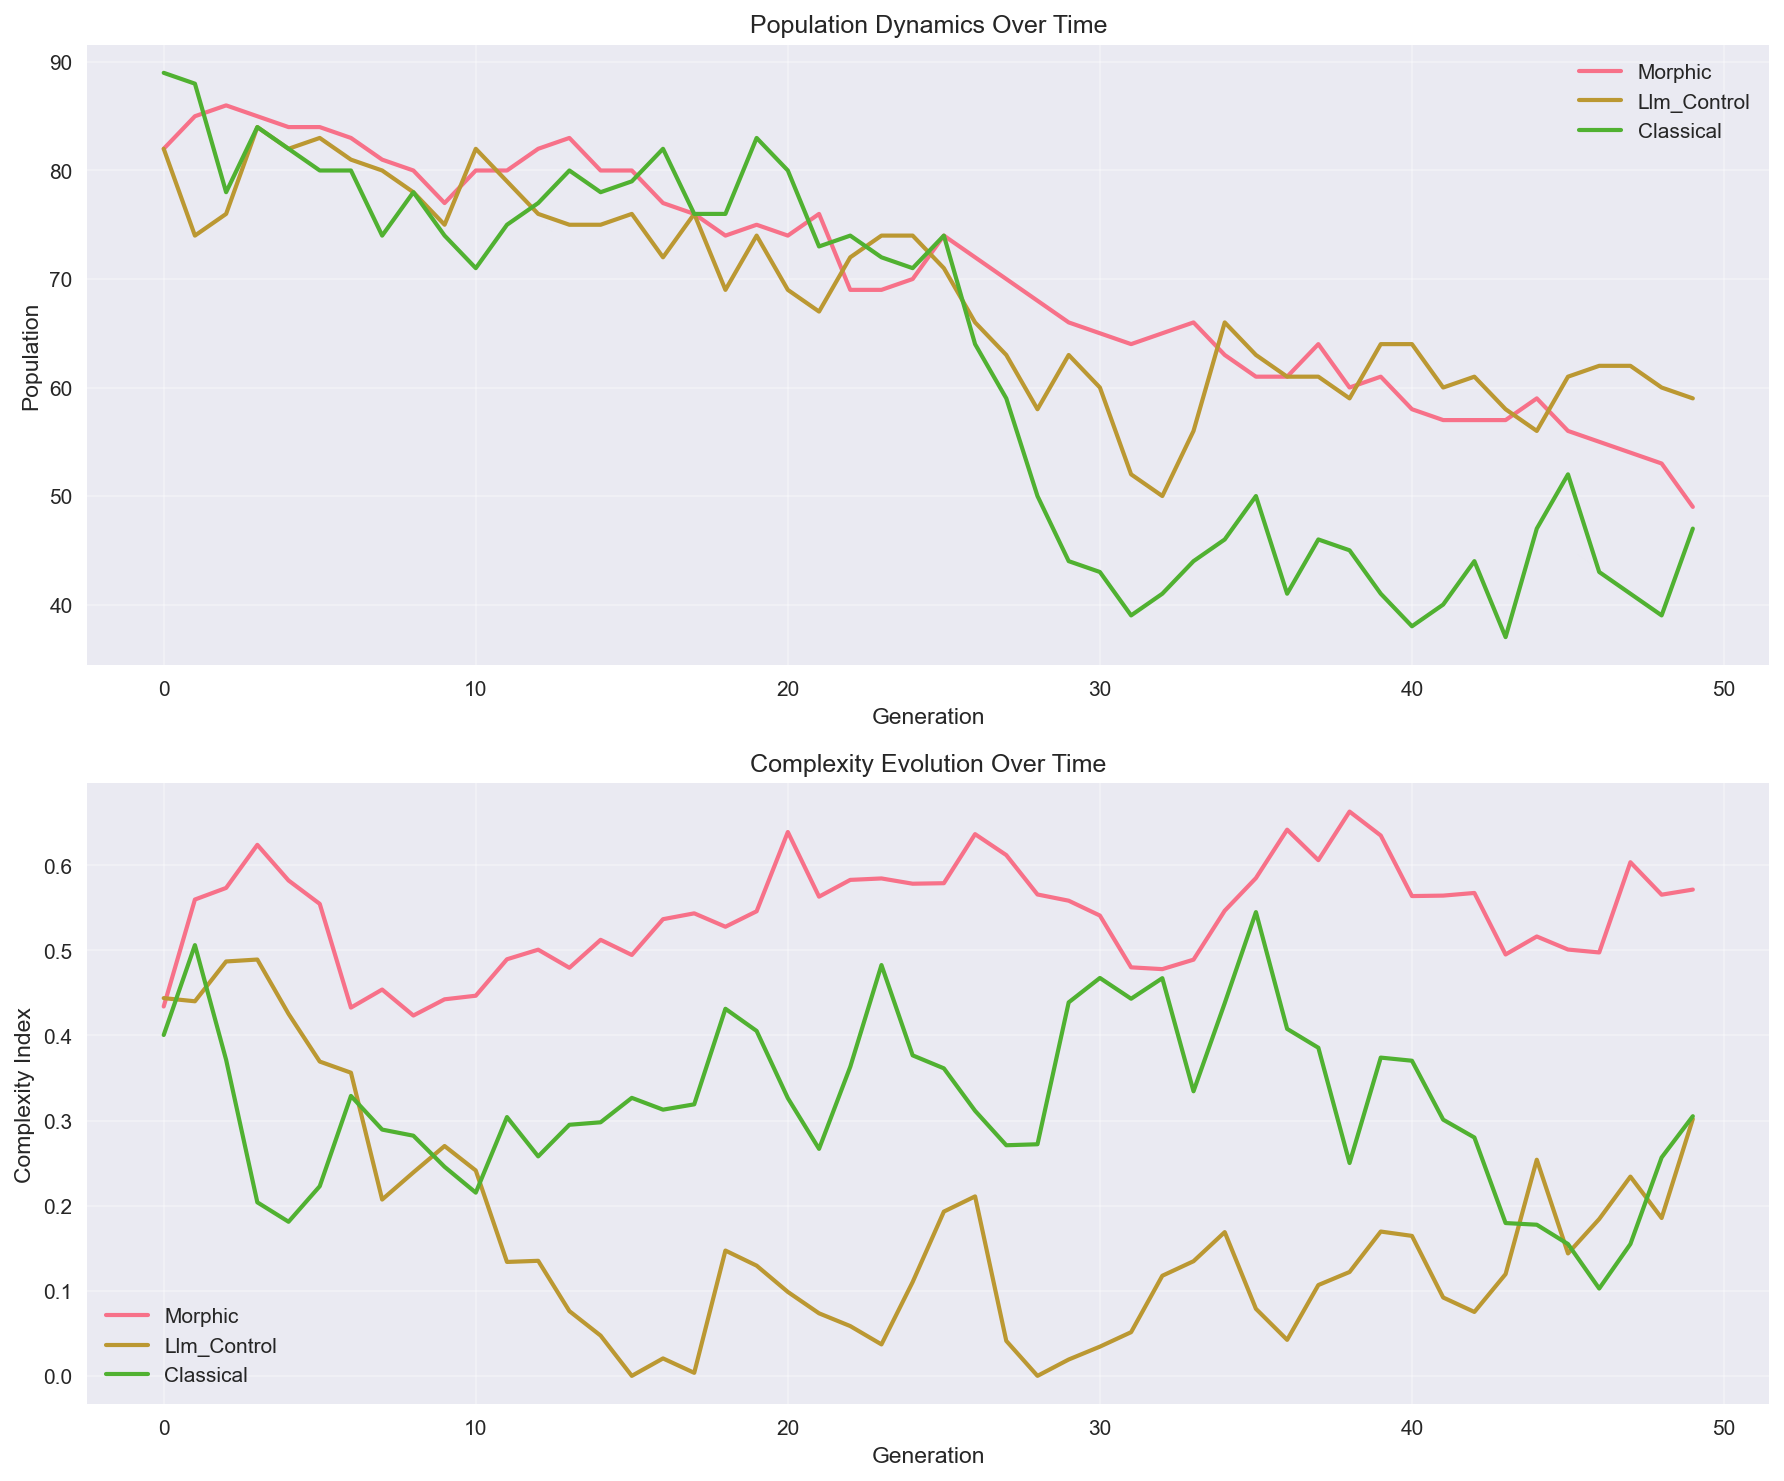 Population Dynamics Over Time
Population
90
80
70
60
50
40
Morphic
Llm_Control
Classical
0 10 20 30 40 50
Generation
Complexity Evolution Over Time
Complexity Index
0.6
0.5
0.4
0.3
0.2
0.1
0.0
Morphic
Llm_Control
Classical
0 10 20 30 40 50
Generation